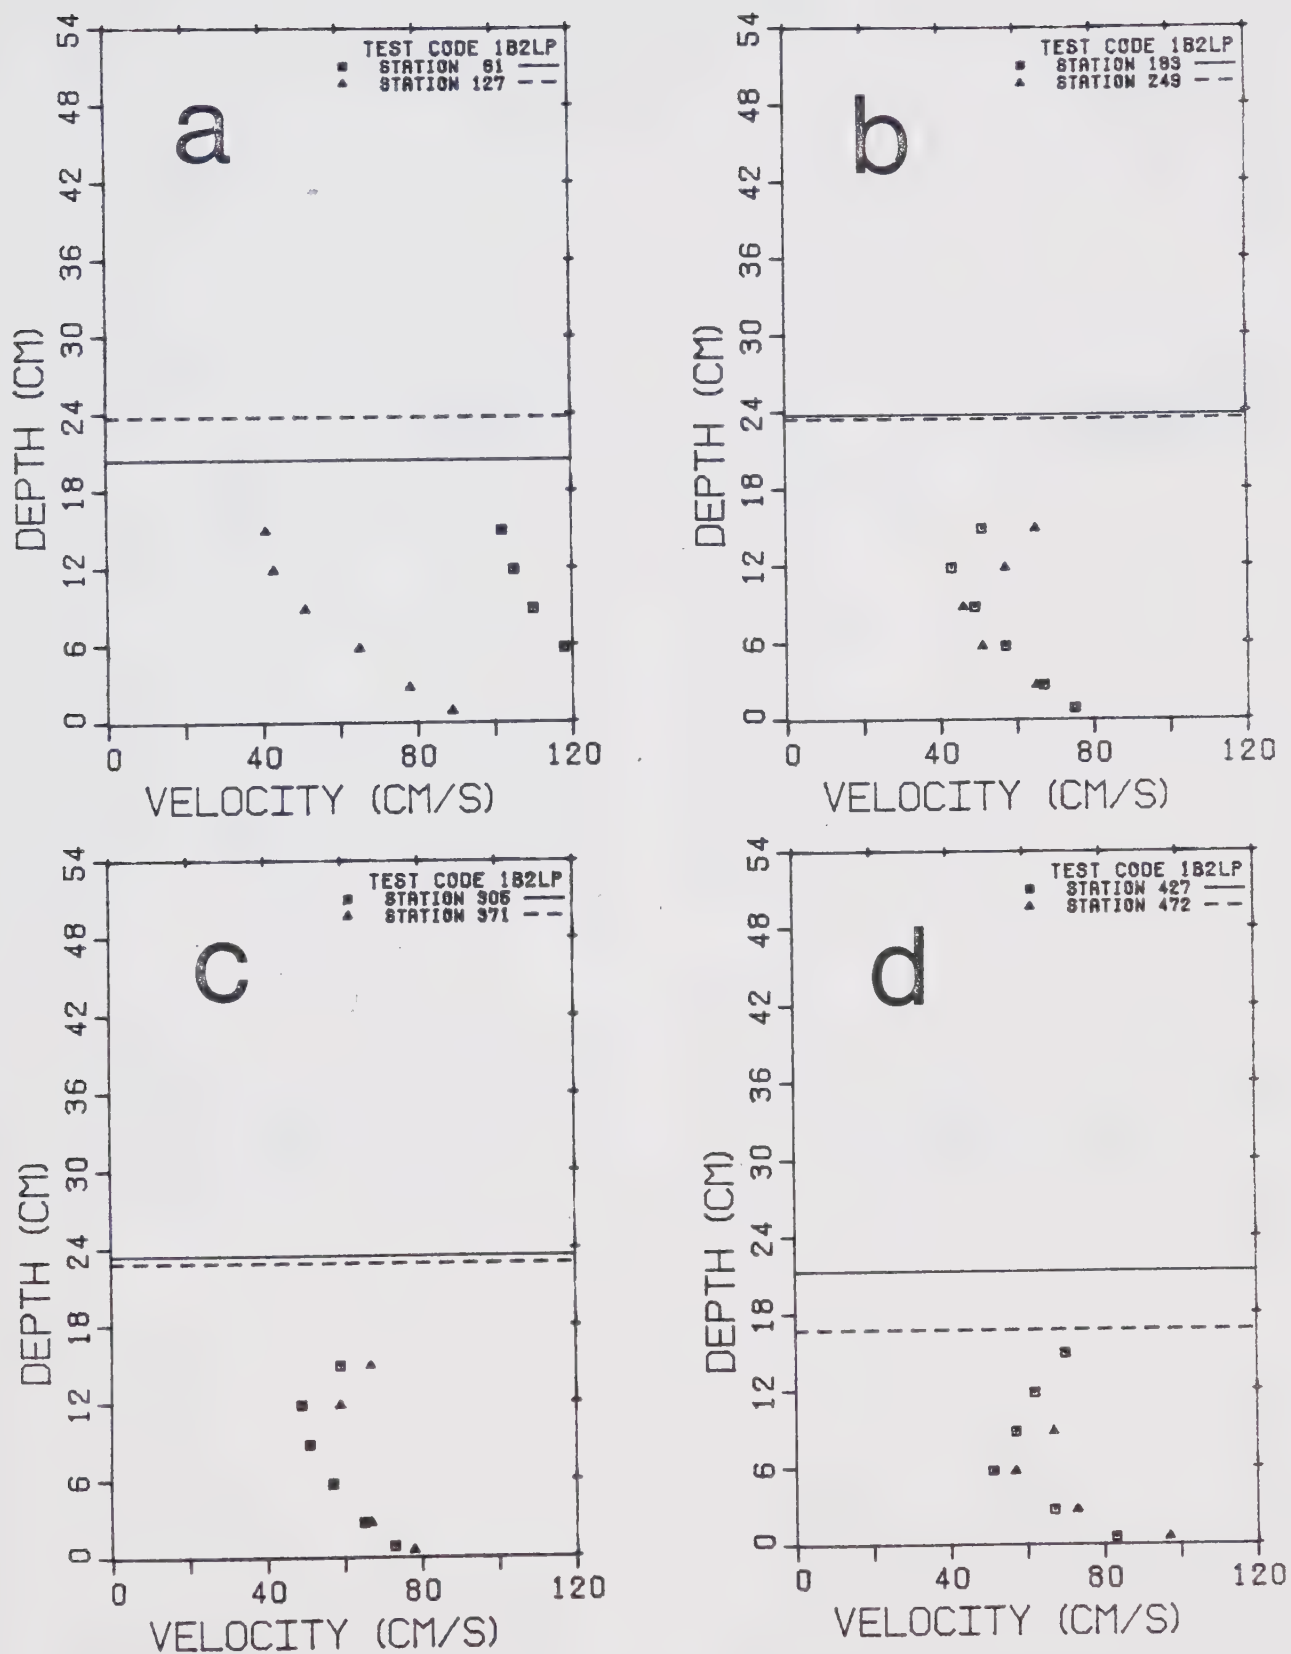 54
48
42
36
30
24
18
12
6
0
DEPTH (CM)
TEST CODE 1B2LP
STATION 61
STATION 127
a
0 40 80 120
VELOCITY (CM/S)
54
48
42
36
30
24
18
12
6
0
DEPTH (CM)
TEST CODE 1B2LP
STATION 183
STATION 249
b
0 40 80 120
VELOCITY (CM/S)
54
48
42
36
30
24
18
12
6
0
DEPTH (CM)
TEST CODE 1B2LP
STATION 305
STATION 371
c
0 40 80 120
VELOCITY (CM/S)
54
48
42
36
30
24
18
12
6
0
DEPTH (CM)
TEST CODE 1B2LP
STATION 427
STATION 472
d
0 40 80 120
VELOCITY (CM/S)